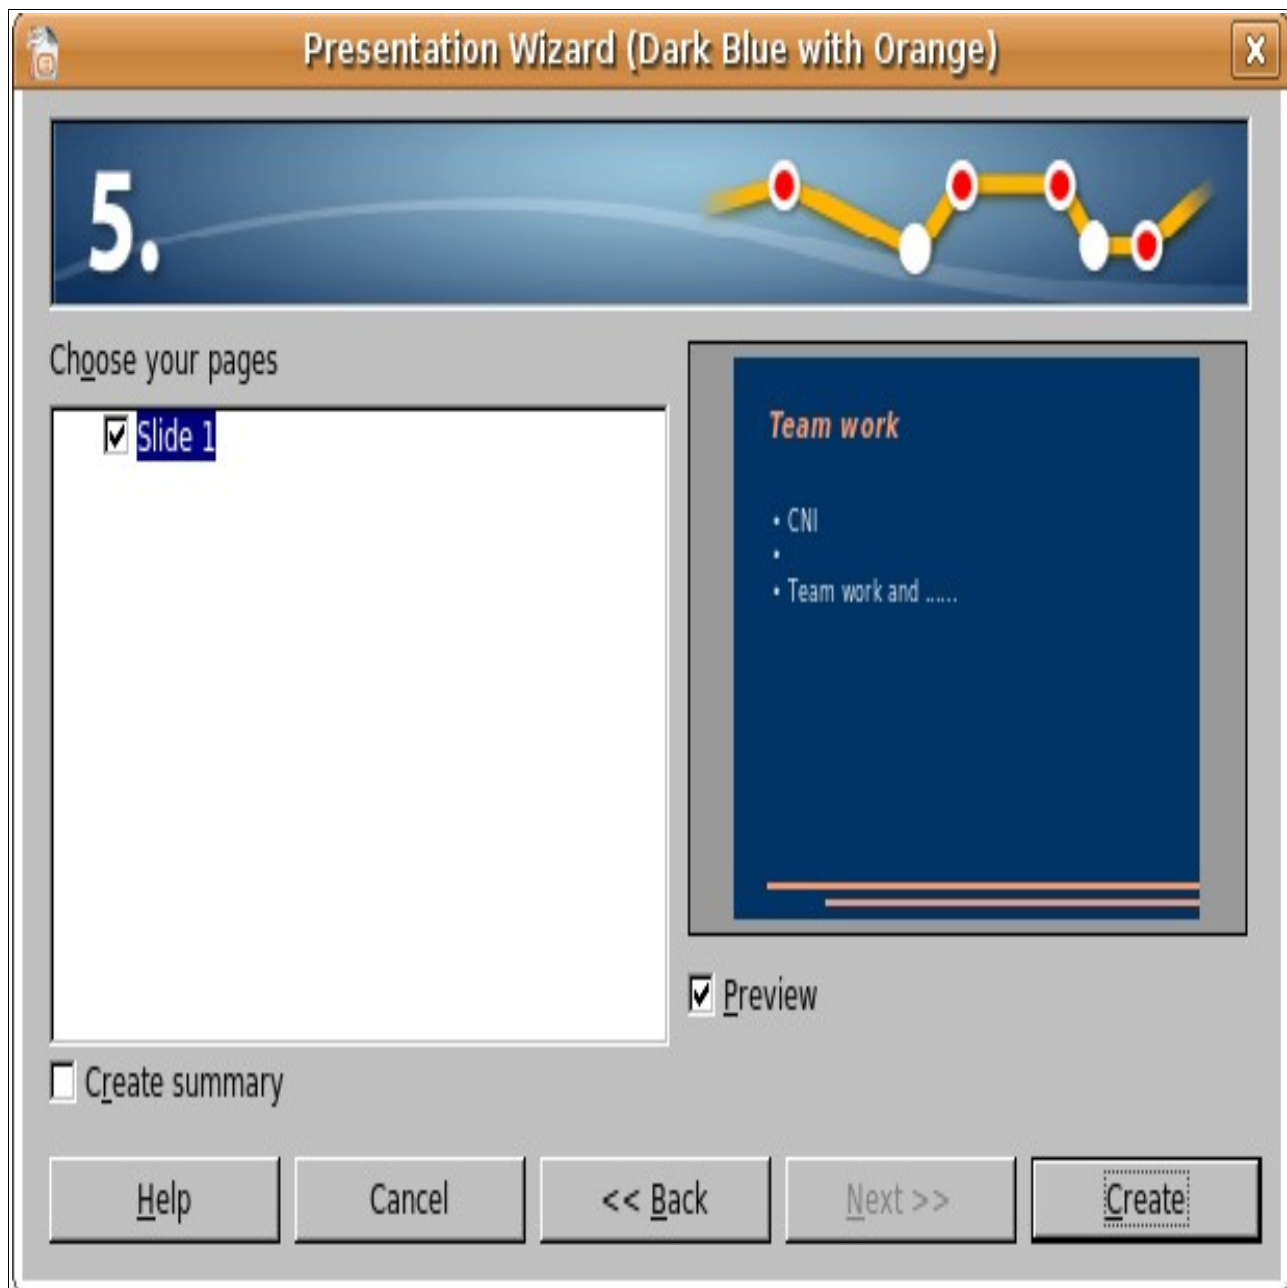 Presentation Wizard (Dark Blue with Orange)
X
5.
Choose your pages
Slide 1
Team work
• CNI
•
• Team work and ......
Preview
Create summary
Help
Cancel
<< Back
Next >>
Create